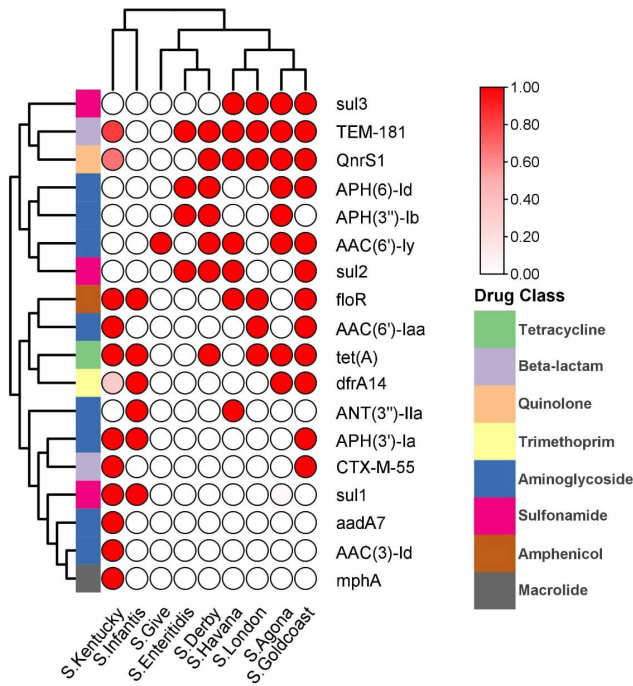 sul3
TEM-181
QnrS1
APH(6)-Id
APH(3'')-Ib
AAC(6')-Iy
sul2
floR
AAC(6')-Iaa
tet(A)
dfrA14
ANT(3'')-IIa
APH(3')-Ia
CTX-M-55
sul1
aadA7
AAC(3)-Id
mphA
S.Kentucky
S.Infantis
S.Give
S.Enteritidis
S.Derby
S.Havana
S.London
S.Agona
S.Goldcoast
1.00
0.80
0.60
0.40
0.20
0.00
Drug Class
Tetracycline
Beta-lactam
Quinolone
Trimethoprim
Aminoglycoside
Sulfonamide
Amphenicol
Macrolide